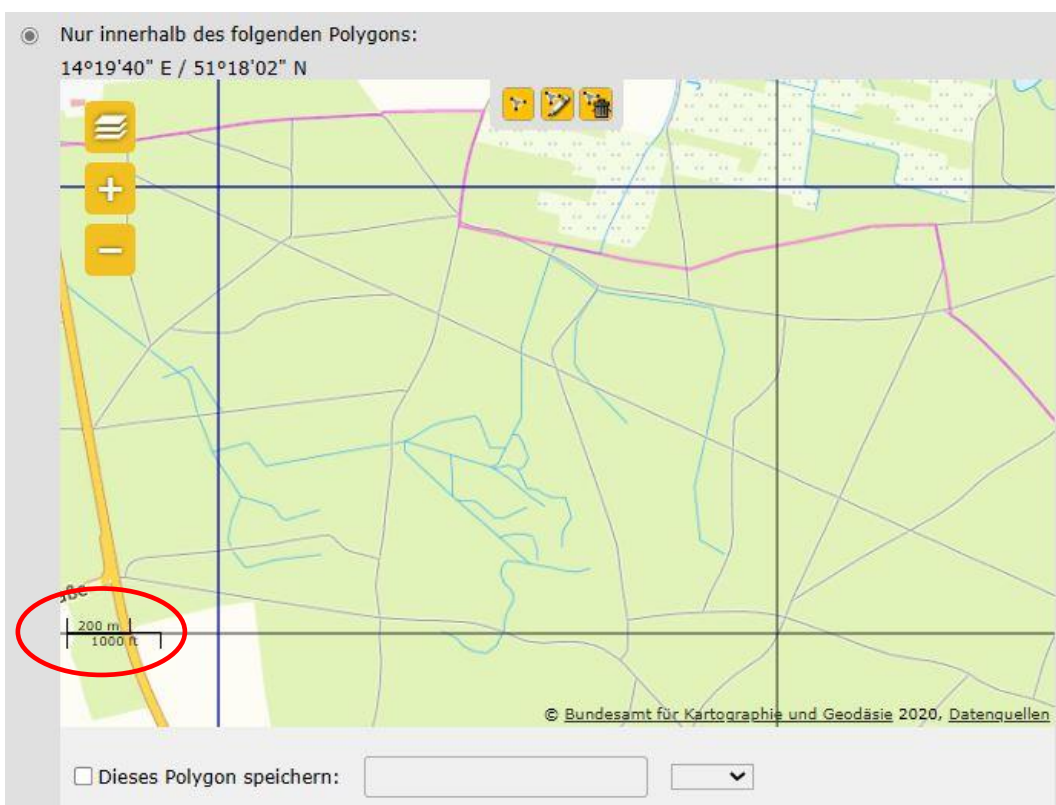 Nur innerhalb des folgenden Polygons:
14°19'40" E / 51°18'02" N
200 m
1000 ft
© Bundesamt für Kartographie und Geodäsie 2020, Datenquellen
Dieses Polygon speichern: